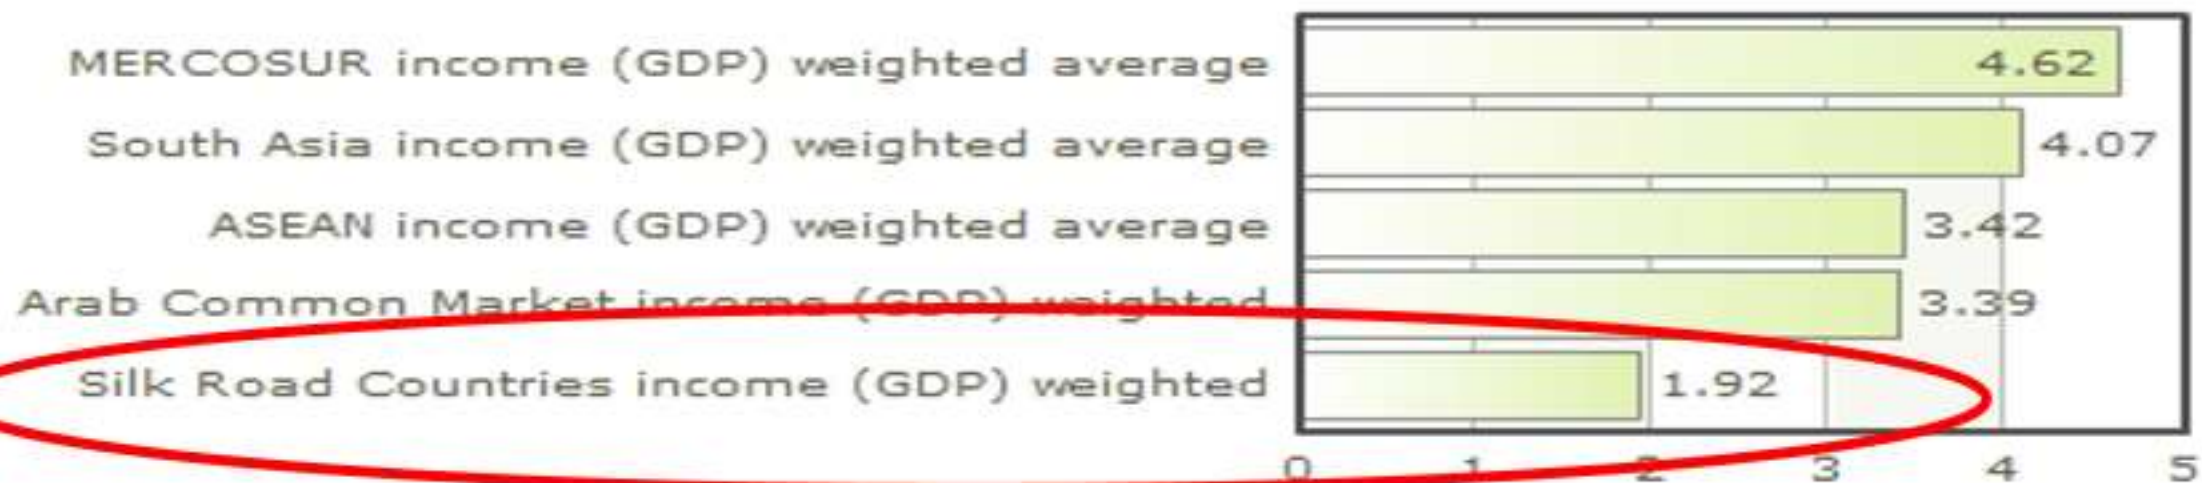 MERCOSUR income (GDP) weighted average 4.62
South Asia income (GDP) weighted average 4.07
ASEAN income (GDP) weighted average 3.42
Arab Common Market income (GDP) weighted 3.39
Silk Road Countries income (GDP) weighted 1.92
0 1 2 3 4 5